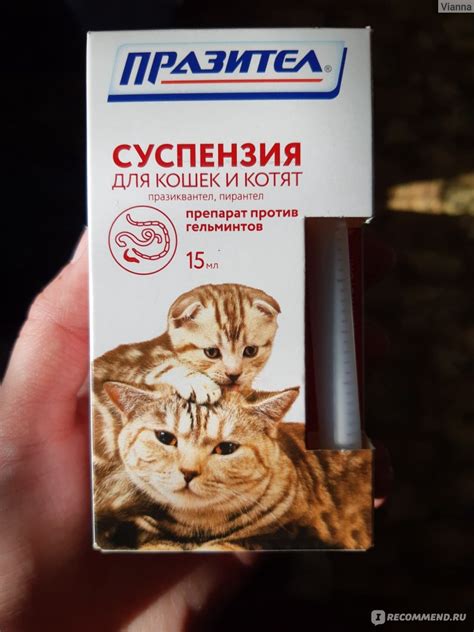 Vianna
ПРАЗИТЕЛ®
СУСПЕНЗИЯ
ДЛЯ КОШЕК И КОТЯТ
празиквантел, пирантел
препарат против
гельминтов
15 мл
I RECOMMEND.RU